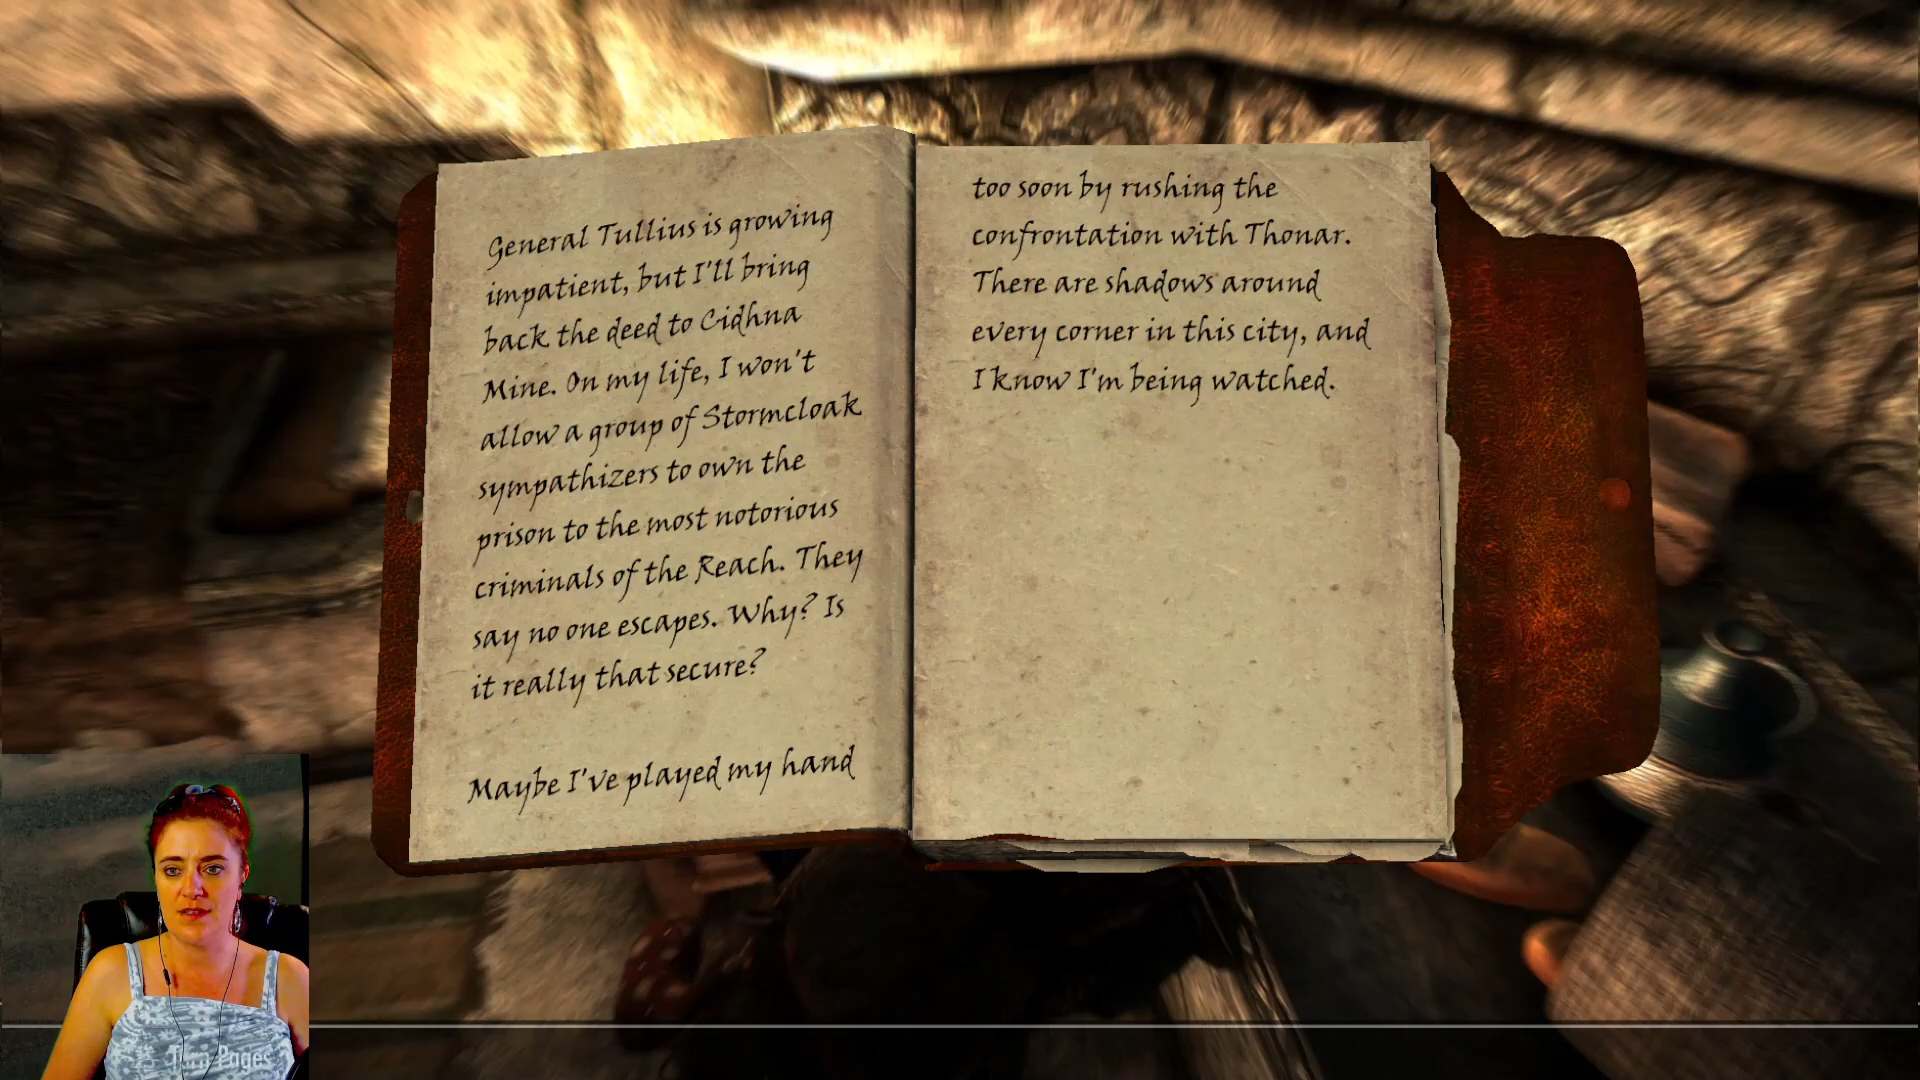 General Tullius is growing
impatient, but I'll bring
back the deed to Cidhna
Mine. On my life, I won't
allow a group of Stormcloak
sympathizers to own the
prison to the most notorious
criminals of the Reach. They
say no one escapes. Why? Is
it really that secure?
Maybe I've played my hand
too soon by rushing the
confrontation with Thonar.
There are shadows around
every corner in this city, and
I know I'm being watched.
Turn Pages